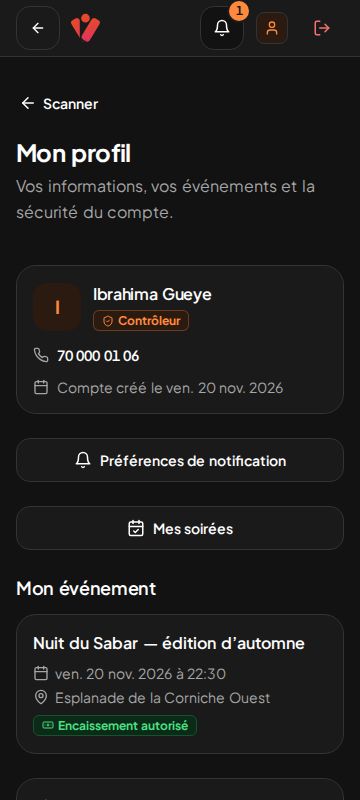 1
Scanner
Mon profil
Vos informations, vos événements et la
sécurité du compte.
I
Ibrahima Gueye
Contrôleur
70 000 01 06
Compte créé le ven. 20 nov. 2026
Préférences de notification
Mes soirées
Mon événement
Nuit du Sabar — édition d’automne
ven. 20 nov. 2026 à 22:30
Esplanade de la Corniche Ouest
Encaissement autorisé